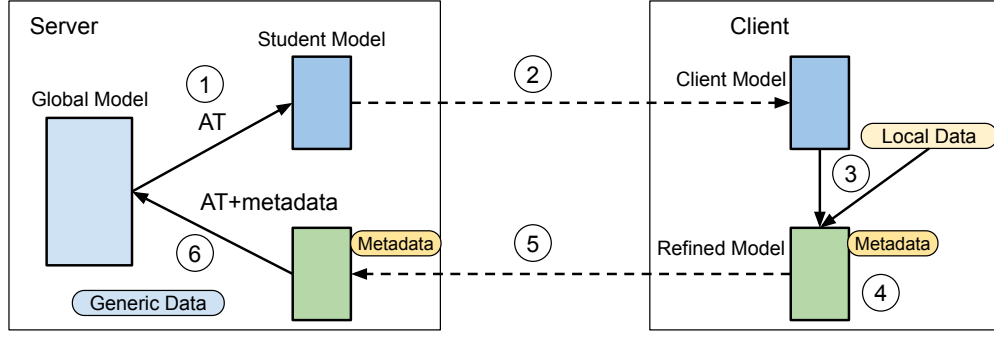 Server
Client
Student Model
1
2
Client Model
Global Model
AT
Local Data
3
AT+metadata
Metadata
5
Refined Model
Metadata
6
4
Generic Data